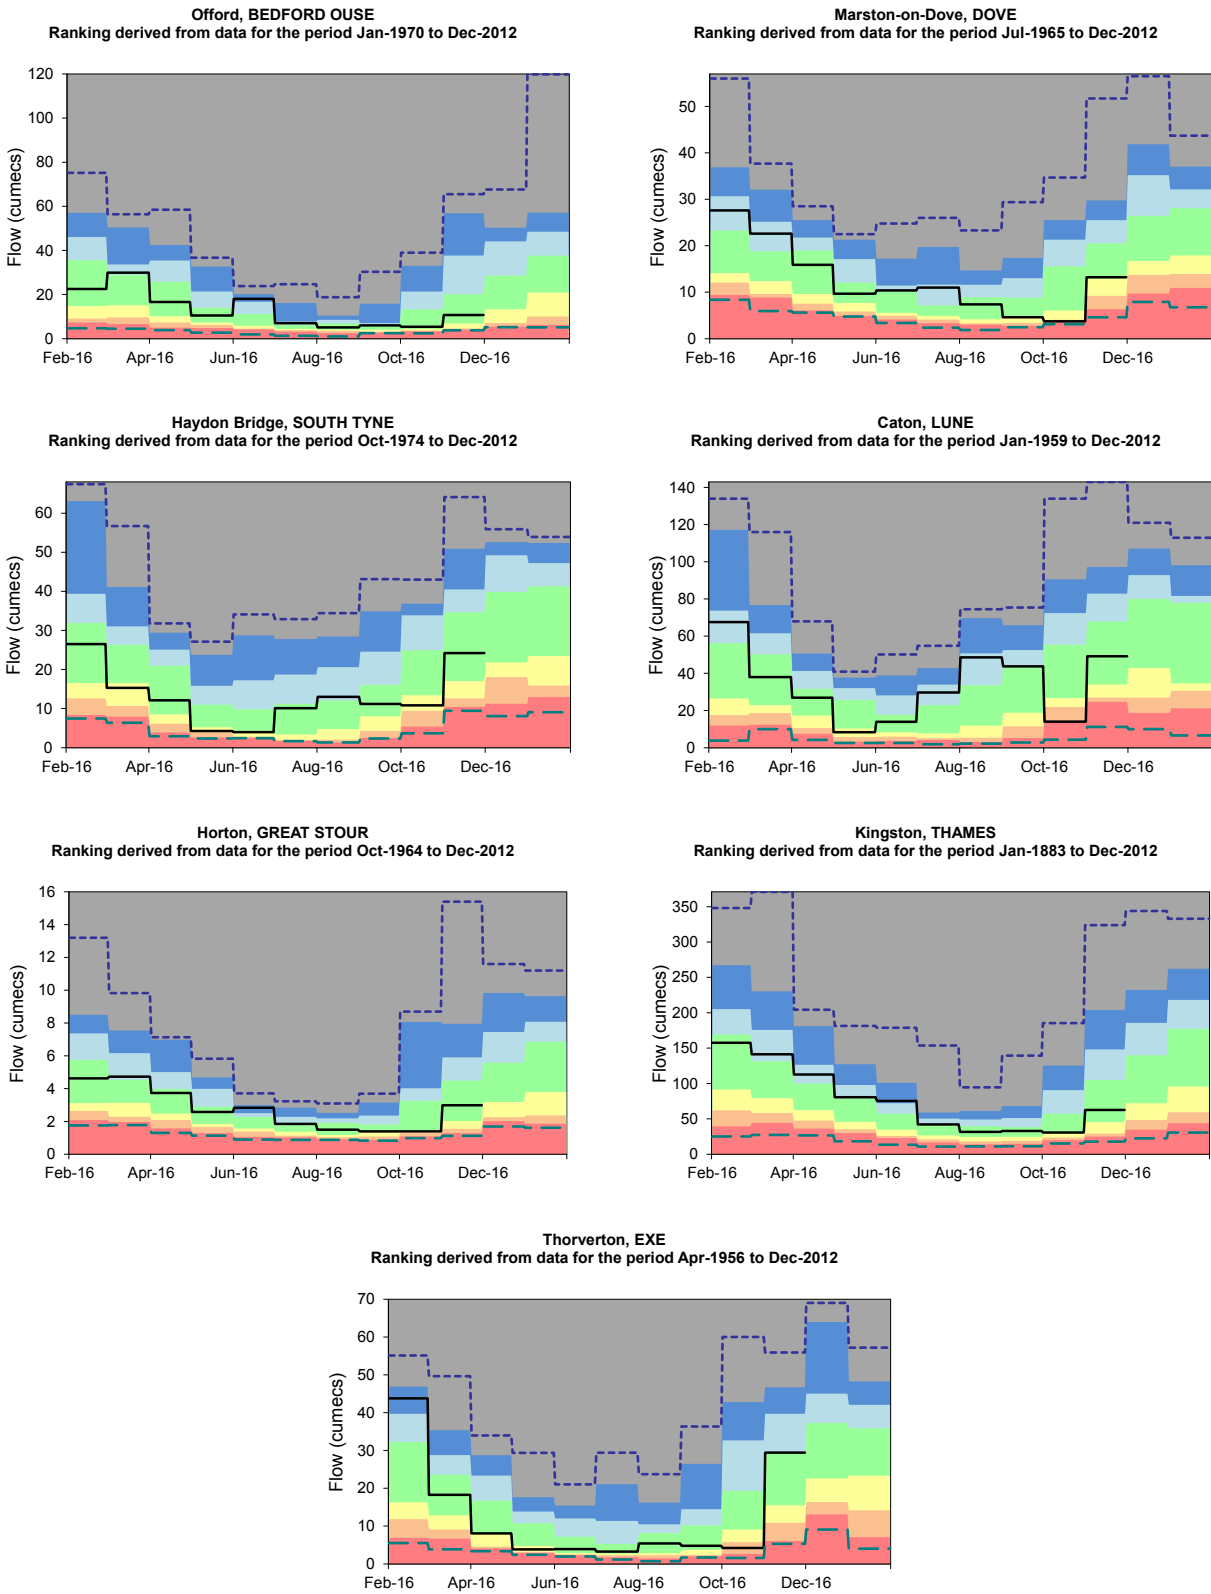 Offord, BEDFORD OUSE
Ranking derived from data for the period Jan-1970 to Dec-2012
Flow (cumecs)
120
100
80
60
40
20
0
Feb-16 Apr-16 Jun-16 Aug-16 Oct-16 Dec-16
Marston-on-Dove, DOVE
Ranking derived from data for the period Jul-1965 to Dec-2012
Flow (cumecs)
50
40
30
20
10
0
Feb-16 Apr-16 Jun-16 Aug-16 Oct-16 Dec-16
Haydon Bridge, SOUTH TYNE
Ranking derived from data for the period Oct-1974 to Dec-2012
Flow (cumecs)
60
50
40
30
20
10
0
Feb-16 Apr-16 Jun-16 Aug-16 Oct-16 Dec-16
Caton, LUNE
Ranking derived from data for the period Jan-1959 to Dec-2012
Flow (cumecs)
140
120
100
80
60
40
20
0
Feb-16 Apr-16 Jun-16 Aug-16 Oct-16 Dec-16
Horton, GREAT STOUR
Ranking derived from data for the period Oct-1964 to Dec-2012
Flow (cumecs)
16
14
12
10
8
6
4
2
0
Feb-16 Apr-16 Jun-16 Aug-16 Oct-16 Dec-16
Kingston, THAMES
Ranking derived from data for the period Jan-1883 to Dec-2012
Flow (cumecs)
350
300
250
200
150
100
50
0
Feb-16 Apr-16 Jun-16 Aug-16 Oct-16 Dec-16
Thorverton, EXE
Ranking derived from data for the period Apr-1956 to Dec-2012
Flow (cumecs)
70
60
50
40
30
20
10
0
Feb-16 Apr-16 Jun-16 Aug-16 Oct-16 Dec-16